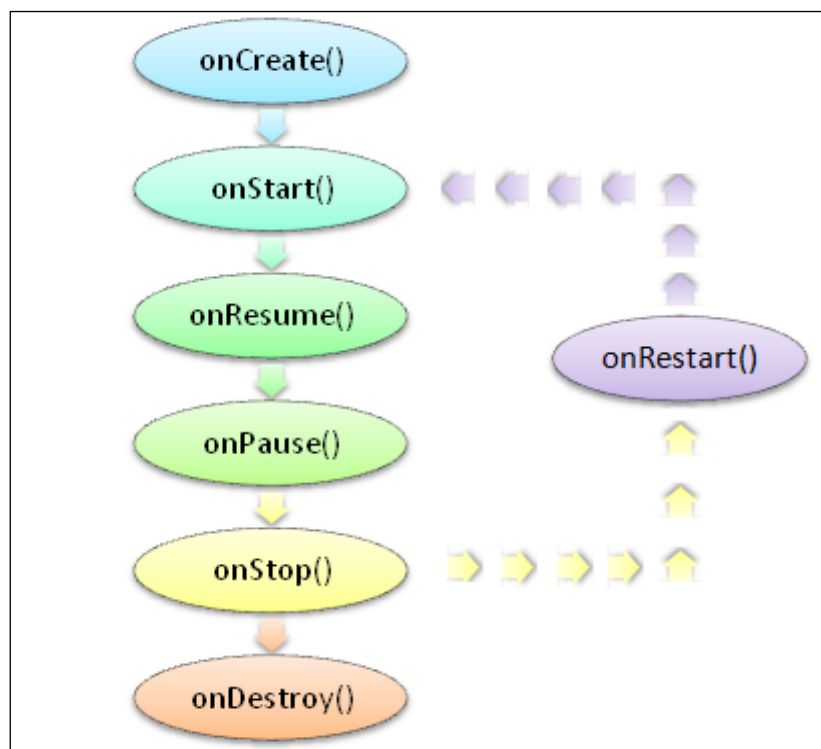 onCreate()
onStart()
onResume()
onRestart()
onPause()
onStop()
onDestroy()